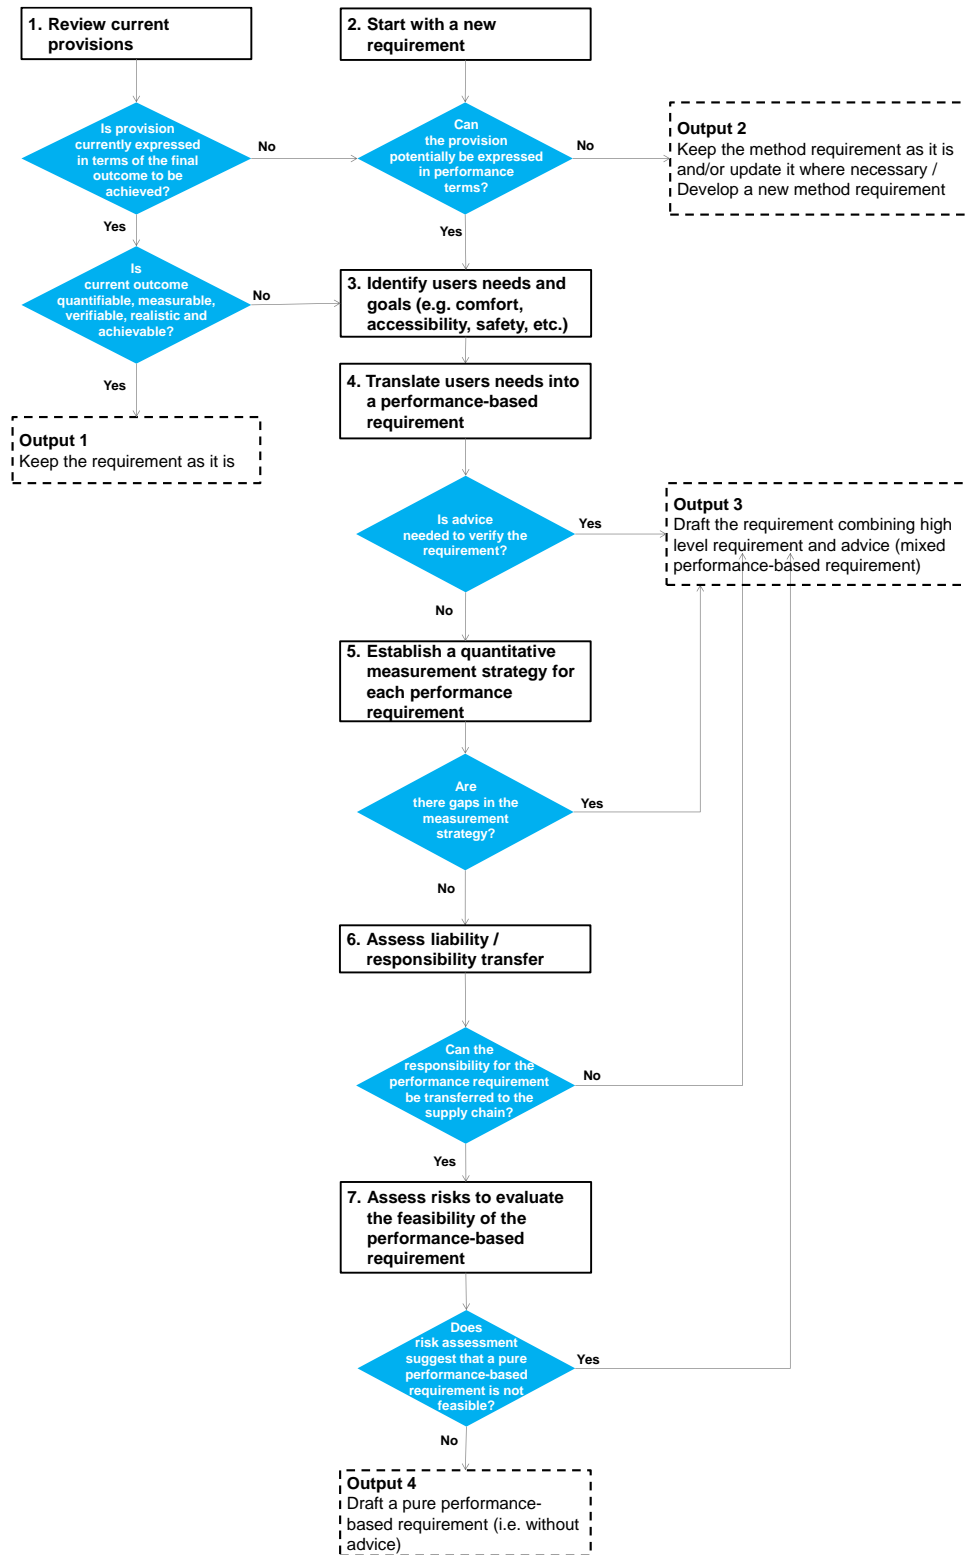 1. Review current
provisions
2. Start with a new
requirement
Is provision
currently expressed
in terms of the final
outcome to be
achieved?
No
Can
the provision
potentially be expressed
in performance
terms?
No
Output 2
Keep the method requirement as it is
and/or update it where necessary /
Develop a new method requirement
Yes
Yes
Is
current outcome
quantifiable, measurable,
verifiable, realistic and
achievable?
No
3. Identify users needs and
goals (e.g. comfort,
accessibility, safety, etc.)
Yes
4. Translate users needs into
a performance-based
requirement
Output 1
Keep the requirement as it is
Is advice
needed to verify the
requirement?
Yes
Output 3
Draft the requirement combining high
level requirement and advice (mixed
performance-based requirement)
No
5. Establish a quantitative
measurement strategy for
each performance
requirement
Are
there gaps in the
measurement
strategy?
Yes
No
6. Assess liability /
responsibility transfer
Can the
responsibility for the
performance requirement
be transferred to the
supply chain?
No
Yes
7. Assess risks to evaluate
the feasibility of the
performance-based
requirement
Does
risk assessment
suggest that a pure
performance-based
requirement is not
feasible?
Yes
No
Output 4
Draft a pure performance-
based requirement (i.e. without
advice)